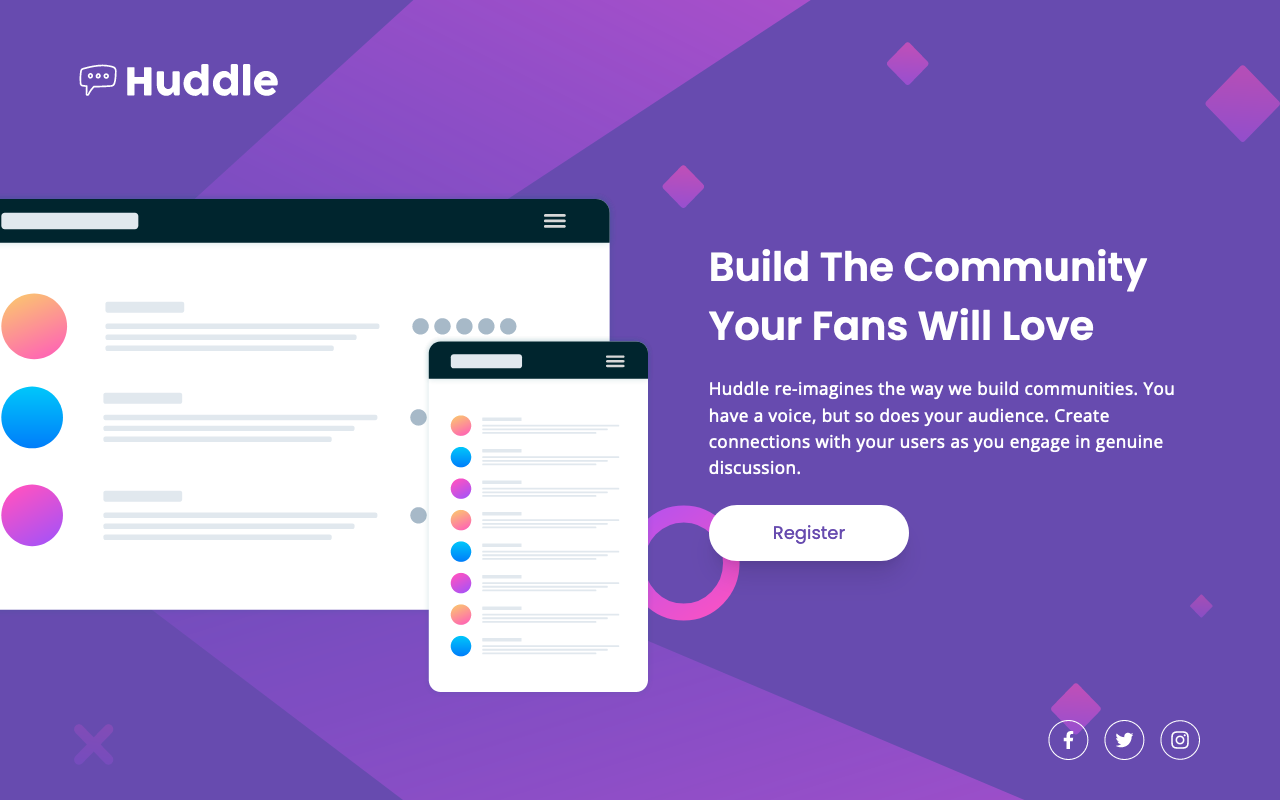 Huddle
Build The Community
Your Fans Will Love
Huddle re-imagines the way we build communities. You
have a voice, but so does your audience. Create
connections with your users as you engage in genuine
discussion.
Register